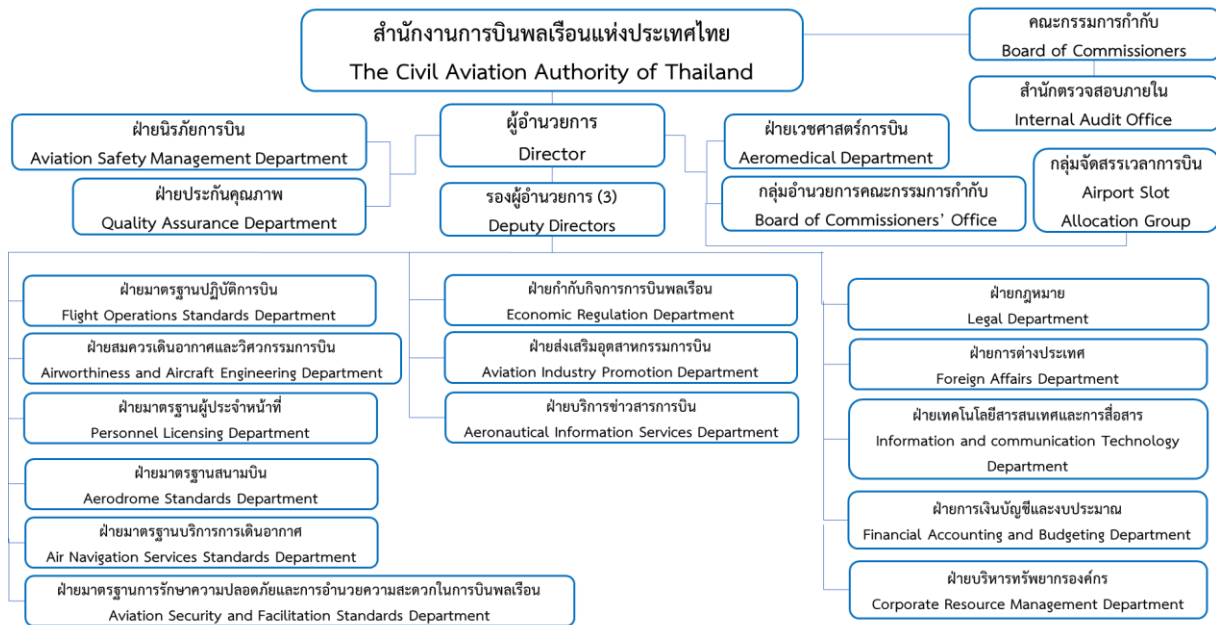 สำนักงานการบินพลเรือนแห่งประเทศไทย
The Civil Aviation Authority of Thailand
คณะกรรมการกำกับ
Board of Commissioners
สำนักตรวจสอบภายใน
Internal Audit Office
ผู้อำนวยการ
Director
ฝ่ายนิรภัยการบิน
Aviation Safety Management Department
ฝ่ายประกันคุณภาพ
Quality Assurance Department
ฝ่ายเวชศาสตร์การบิน
Aeromedical Department
กลุ่มอำนวยการคณะกรรมการกำกับ
Board of Commissioners’ Office
กลุ่มจัดสรรเวลาการบิน
Airport Slot
Allocation Group
รองผู้อำนวยการ (3)
Deputy Directors
ฝ่ายมาตรฐานปฏิบัติการบิน
Flight Operations Standards Department
ฝ่ายสมควรเดินอากาศและวิศวกรรมการบิน
Airworthiness and Aircraft Engineering Department
ฝ่ายมาตรฐานผู้ประจำหน้าที่
Personnel Licensing Department
ฝ่ายมาตรฐานสนามบิน
Aerodrome Standards Department
ฝ่ายมาตรฐานบริการการเดินอากาศ
Air Navigation Services Standards Department
ฝ่ายมาตรฐานการรักษาความปลอดภัยและการอำนวยความสะดวกในการบินพลเรือน
Aviation Security and Facilitation Standards Department
ฝ่ายกำกับกิจการการบินพลเรือน
Economic Regulation Department
ฝ่ายส่งเสริมอุตสาหกรรมการบิน
Aviation Industry Promotion Department
ฝ่ายบริการข่าวสารการบิน
Aeronautical Information Services Department
ฝ่ายกฎหมาย
Legal Department
ฝ่ายการต่างประเทศ
Foreign Affairs Department
ฝ่ายเทคโนโลยีสารสนเทศและการสื่อสาร
Information and communication Technology
Department
ฝ่ายการเงินบัญชีและงบประมาณ
Financial Accounting and Budgeting Department
ฝ่ายบริหารทรัพยากรองค์กร
Corporate Resource Management Department